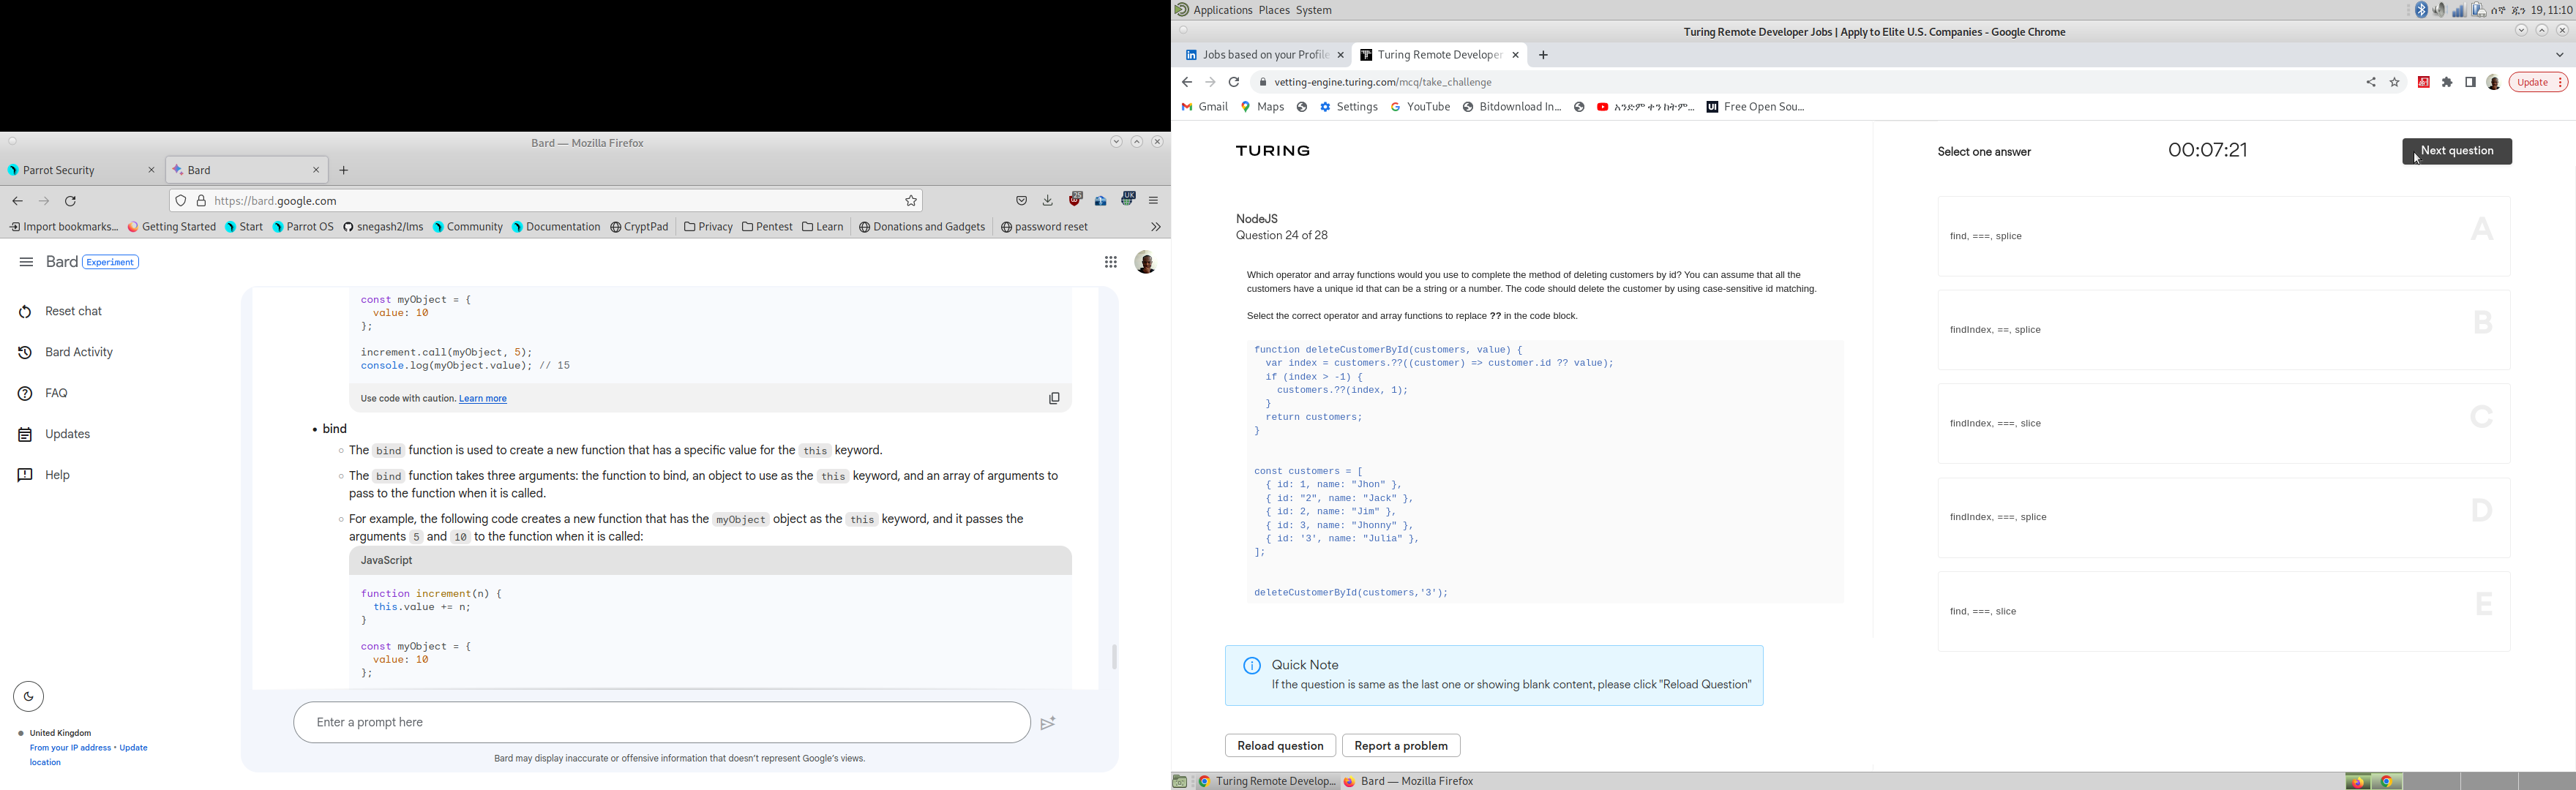 Bard — Mozilla Firefox
Parrot Security
Bard
https://bard.google.com
Import bookmarks... Getting Started Start Parrot OS snegash2/lms Community Documentation CryptPad Privacy Pentest Learn Donations and Gadgets password reset
Bard Experiment
Reset chat
Bard Activity
FAQ
Updates
Help
United Kingdom
From your IP address • Update location
const myObject = {
value: 10
};
increment.call(myObject, 5);
console.log(myObject.value); // 15
Use code with caution. Learn more
• bind
The bind function is used to create a new function that has a specific value for the this keyword.
The bind function takes three arguments: the function to bind, an object to use as the this keyword, and an array of arguments to
pass to the function when it is called.
For example, the following code creates a new function that has the myObject object as the this keyword, and it passes the
arguments 5 and 10 to the function when it is called:
JavaScript
function increment(n) {
this.value += n;
}
const myObject = {
value: 10
};
Enter a prompt here
Bard may display inaccurate or offensive information that doesn't represent Google's views.
Applications Places System
ሰኞ ጁን 19, 11:10
Turing Remote Developer Jobs | Apply to Elite U.S. Companies - Google Chrome
Jobs based on your Profile
Turing Remote Developer
vetting-engine.turing.com/mcq/take_challenge
Update
Gmail Maps Settings YouTube Bitdownload In... አንድም ቀን ከትም... Free Open Sou...
TURING
NodeJS
Question 24 of 28
Which operator and array functions would you use to complete the method of deleting customers by id? You can assume that all the
customers have a unique id that can be a string or a number. The code should delete the customer by using case-sensitive id matching.
Select the correct operator and array functions to replace ?? in the code block.
function deleteCustomerById(customers, value) {
var index = customers.??((customer) => customer.id ?? value);
if (index > -1) {
customers.??(index, 1);
}
return customers;
}
const customers = [
{ id: 1, name: "Jhon" },
{ id: "2", name: "Jack" },
{ id: 2, name: "Jim" },
{ id: 3, name: "Jhonny" },
{ id: '3', name: "Julia" },
];
deleteCustomerById(customers,'3');
Quick Note
If the question is same as the last one or showing blank content, please click "Reload Question"
Reload question
Report a problem
Select one answer
00:07:21
Next question
find, ===, splice
A
findIndex, ==, splice
B
findIndex, ===, slice
C
findIndex, ===, splice
D
find, ===, slice
E
Turing Remote Develop...
Bard — Mozilla Firefox